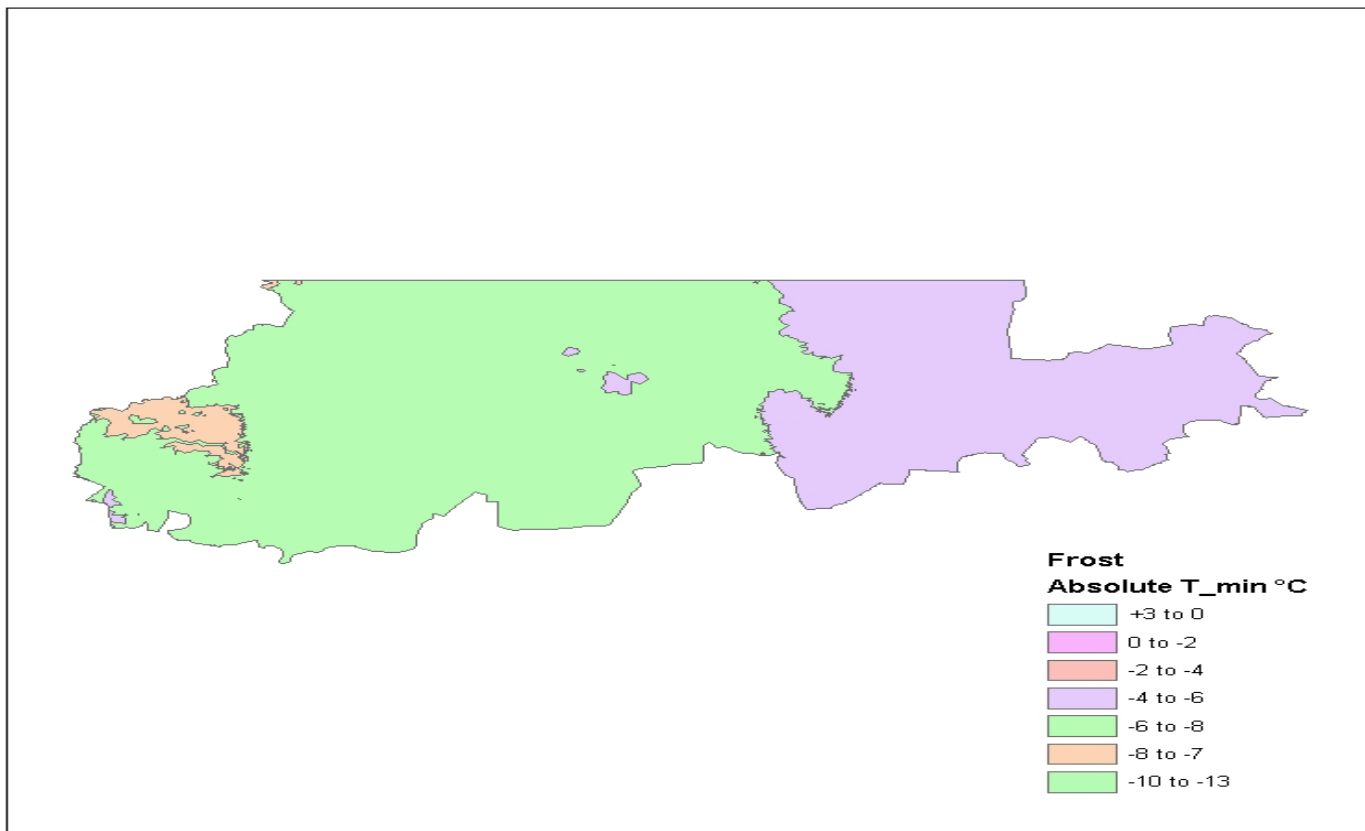 Frost
Absolute T_min °C
+3 to 0
0 to -2
-2 to -4
-4 to -6
-6 to -8
-8 to -7
-10 to -13